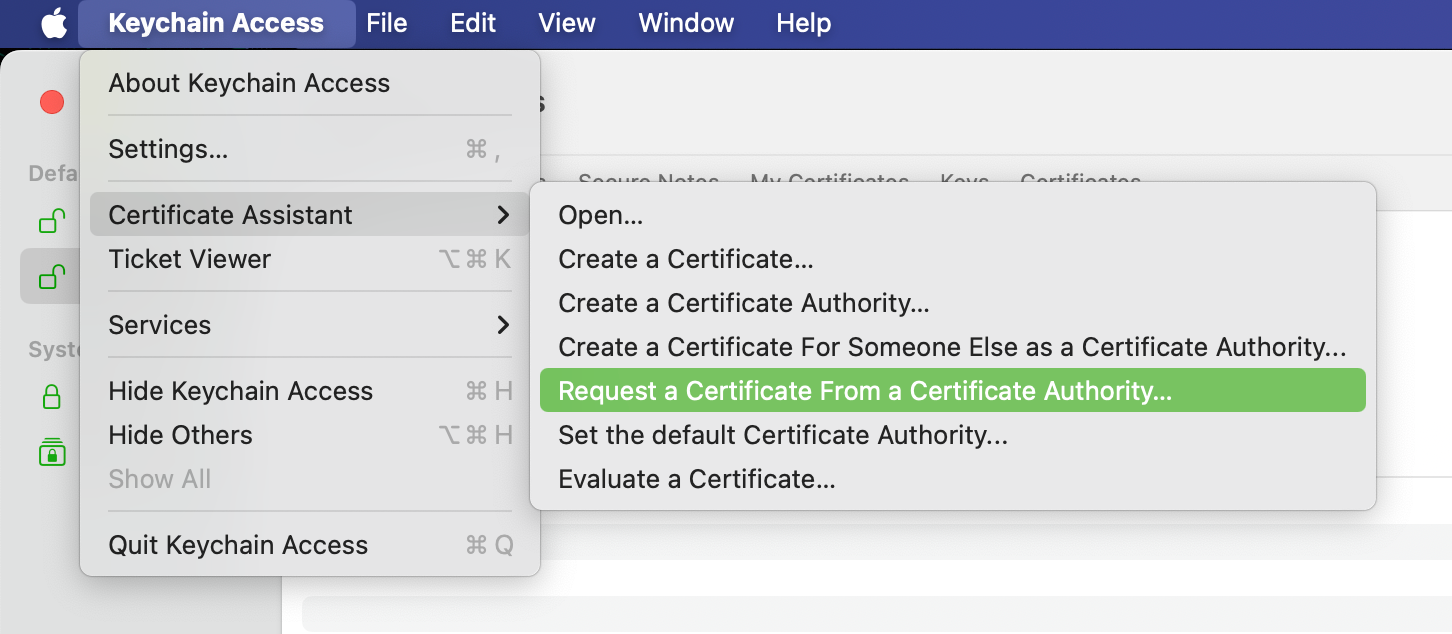 Keychain Access File Edit View Window Help
About Keychain Access
Settings... ⌘ ,
Certificate Assistant
Ticket Viewer ⌥⌘ K
Services
Hide Keychain Access ⌘ H
Hide Others ⌥⌘ H
Show All
Quit Keychain Access ⌘ Q
Secure Notes My Certificates Keys Certificates
Open...
Create a Certificate...
Create a Certificate Authority...
Create a Certificate For Someone Else as a Certificate Authority...
Request a Certificate From a Certificate Authority...
Set the default Certificate Authority...
Evaluate a Certificate...